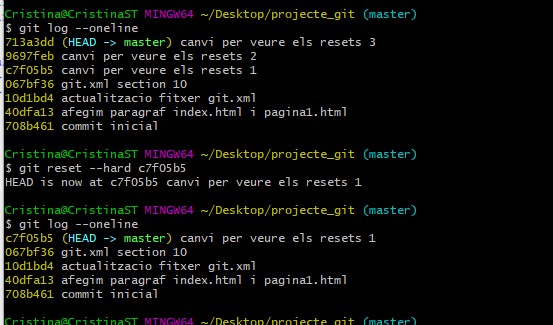 Cristina@CristinaST MINGW64 ~/Desktop/projecte_git (master)
$ git log --oneline
713a3dd (HEAD -> master) canvi per veure els resets 3
9697feb canvi per veure els resets 2
c7f05b5 canvi per veure els resets 1
067bf36 git.xml section 10
10d1bd4 actualitzacio fitxer git.xml
40dfa13 afegim paragraf index.html i pagina1.html
708b461 commit inicial
Cristina@CristinaST MINGW64 ~/Desktop/projecte_git (master)
$ git reset --hard c7f05b5
HEAD is now at c7f05b5 canvi per veure els resets 1
Cristina@CristinaST MINGW64 ~/Desktop/projecte_git (master)
$ git log --oneline
c7f05b5 (HEAD -> master) canvi per veure els resets 1
067bf36 git.xml section 10
10d1bd4 actualitzacio fitxer git.xml
40dfa13 afegim paragraf index.html i pagina1.html
708b461 commit inicial
Cristina@CristinaST MINGW64 ~/Desktop/projecte_git (master)